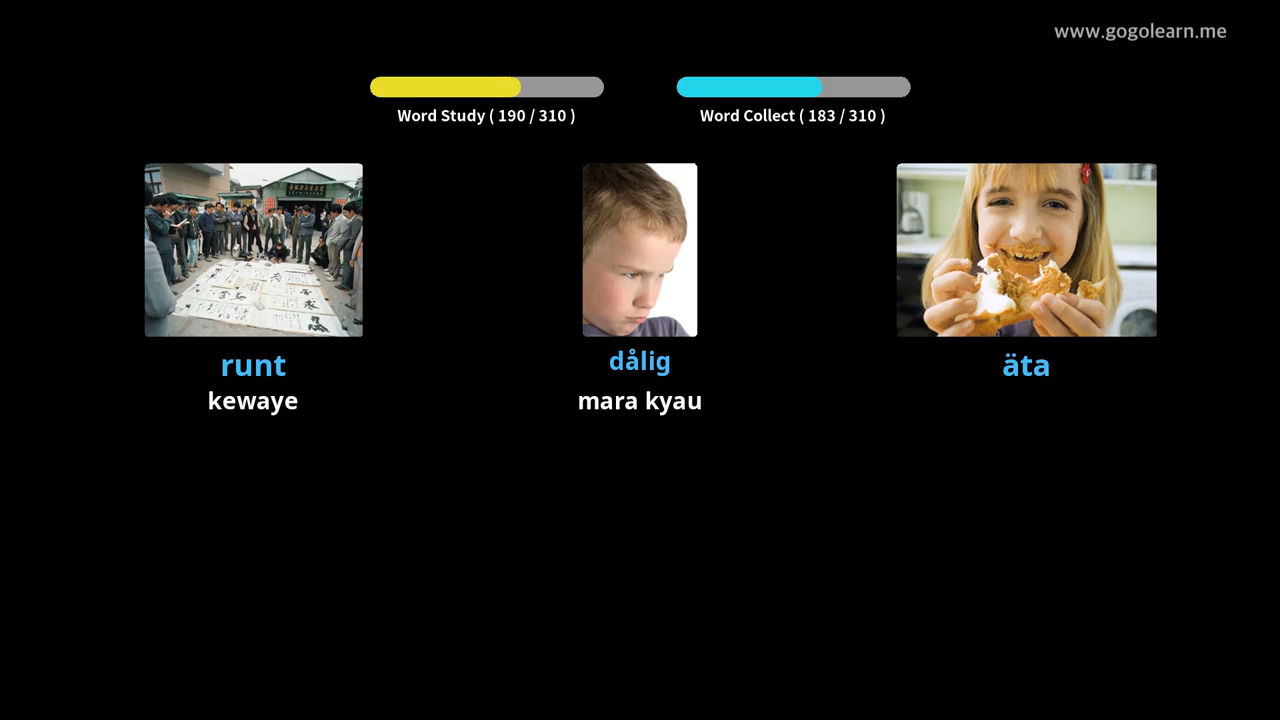 www.gogolearn.me
Word Study ( 190 / 310 )
Word Collect ( 183 / 310 )
runt
kewaye
dålig
mara kyau
äta